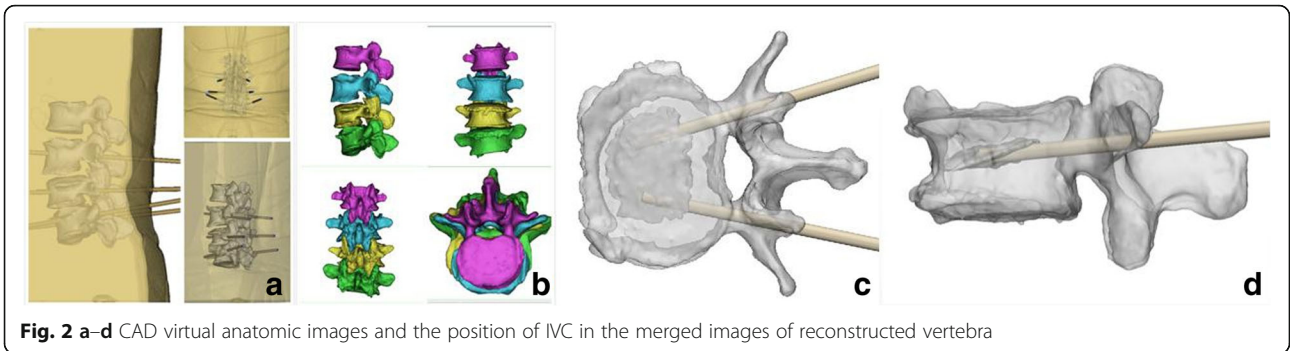 a
b
c
d
Fig. 2 a–d CAD virtual anatomic images and the position of IVC in the merged images of reconstructed vertebra